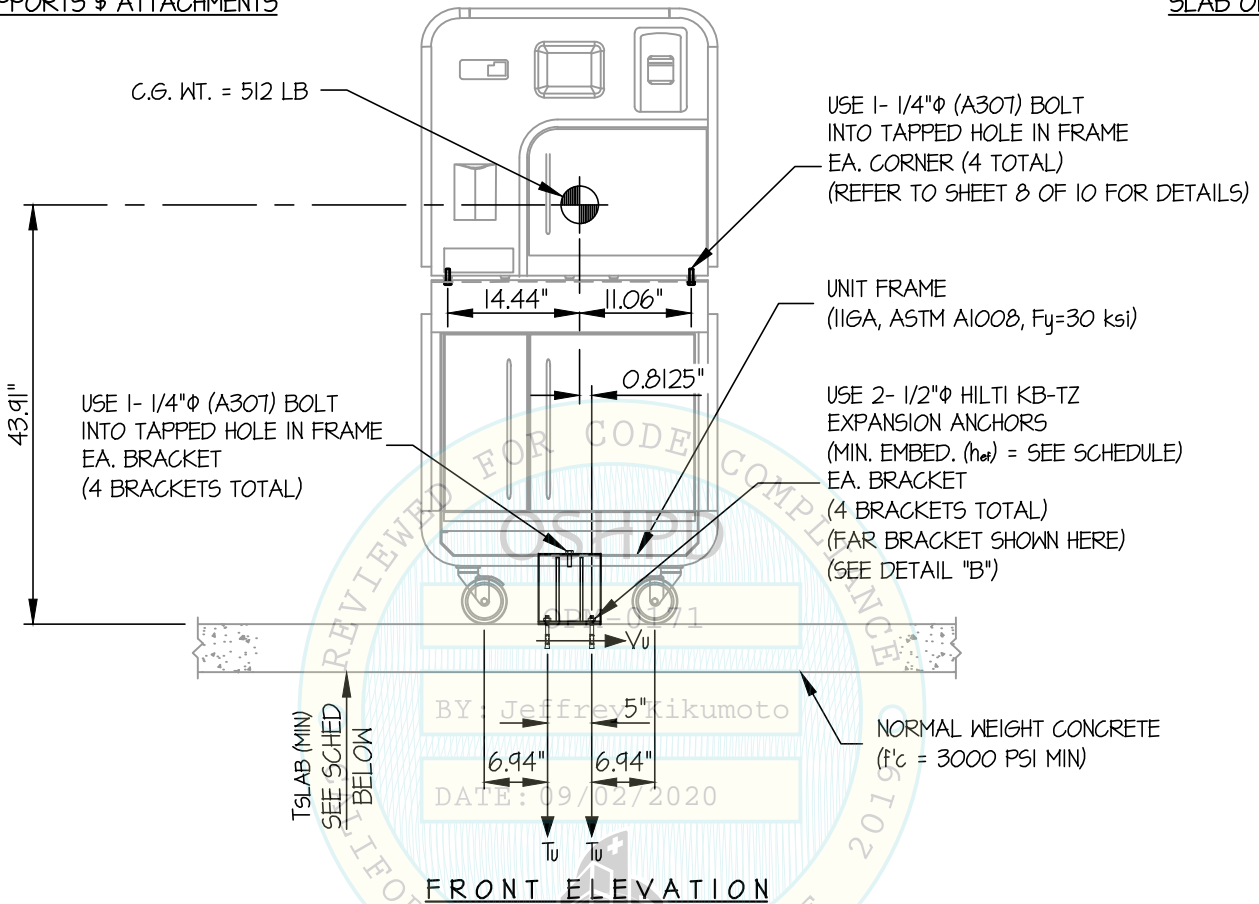 PPORTS $ ATTACHMENTS
SLAB O
C.G. WT. = 512 LB
USE 1- 1/4"Φ (A307) BOLT
INTO TAPPED HOLE IN FRAME
EA. CORNER (4 TOTAL)
(REFER TO SHEET 8 OF 10 FOR DETAILS)
14.44"
11.06"
UNIT FRAME
(11GA, ASTM A1008, Fy=30 ksi)
0.8125"
43.91"
USE 1- 1/4"Φ (A307) BOLT
INTO TAPPED HOLE IN FRAME
EA. BRACKET
(4 BRACKETS TOTAL)
USE 2- 1/2"Φ HILTI KB-TZ
EXPANSION ANCHORS
(MIN. EMBED. (hef) = SEE SCHEDULE)
EA. BRACKET
(4 BRACKETS TOTAL)
(FAR BRACKET SHOWN HERE)
(SEE DETAIL "B")
REVIEWED FOR CODE COMPLIANCE
OSHPD
OPM-0171
Vu
BY: Jeffrey Kikumoto
5"
6.94"
6.94"
DATE: 09/02/2020
TSLAB (MIN)
SEE SCHED
BELOW
NORMAL WEIGHT CONCRETE
(f'c = 3000 PSI MIN)
2019
LIFO
Tu
Tu
FRONT ELEVATION